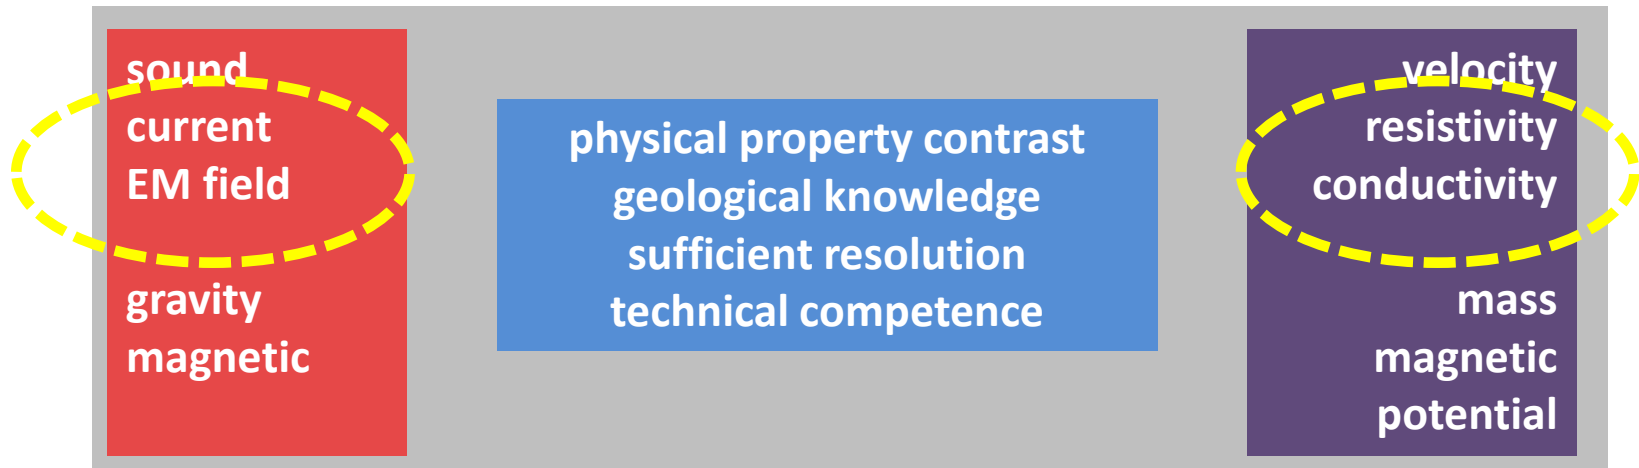 sound
current
EM field
gravity
magnetic
physical property contrast
geological knowledge
sufficient resolution
technical competence
velocity
resistivity
conductivity
mass
magnetic
potential